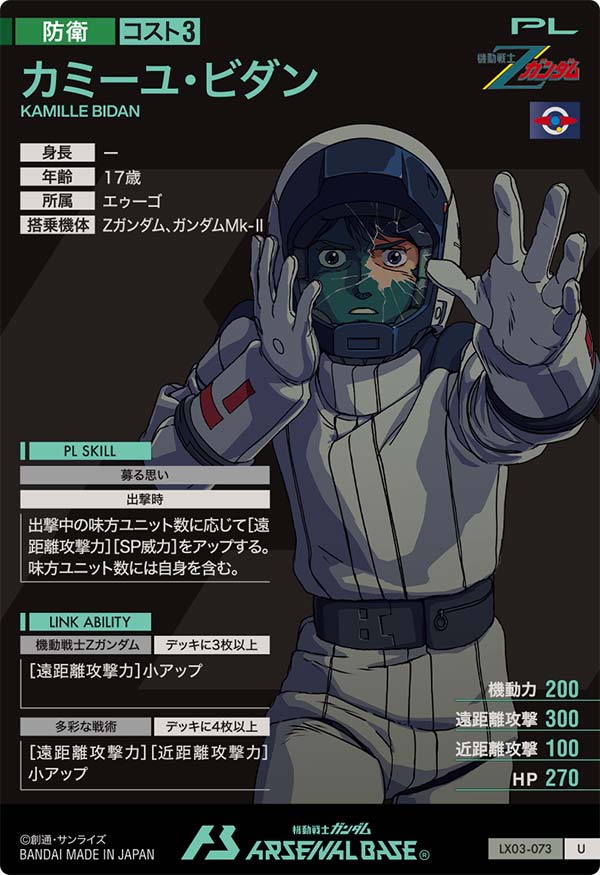 防衛 コスト3
PL
カミーユ・ビダン
KAMILLE BIDAN
機動戦士
Zガンダム
身長 ー
年齢 17歳
所属 エゥーゴ
搭乗機体 Zガンダム、ガンダムMk-II
PL SKILL
募る思い
出撃時
出撃中の味方ユニット数に応じて[遠
距離攻撃力][SP威力]をアップする。
味方ユニット数には自身を含む。
LINK ABILITY
機動戦士Zガンダム デッキに3枚以上
[遠距離攻撃力]小アップ
多彩な戦術 デッキに4枚以上
[遠距離攻撃力][近距離攻撃力]
小アップ
機動力 200
遠距離攻撃 300
近距離攻撃 100
HP 270
©創通・サンライズ
BANDAI MADE IN JAPAN
機動戦士ガンダム
AB ARSENAL BASE®
LX03-073 U